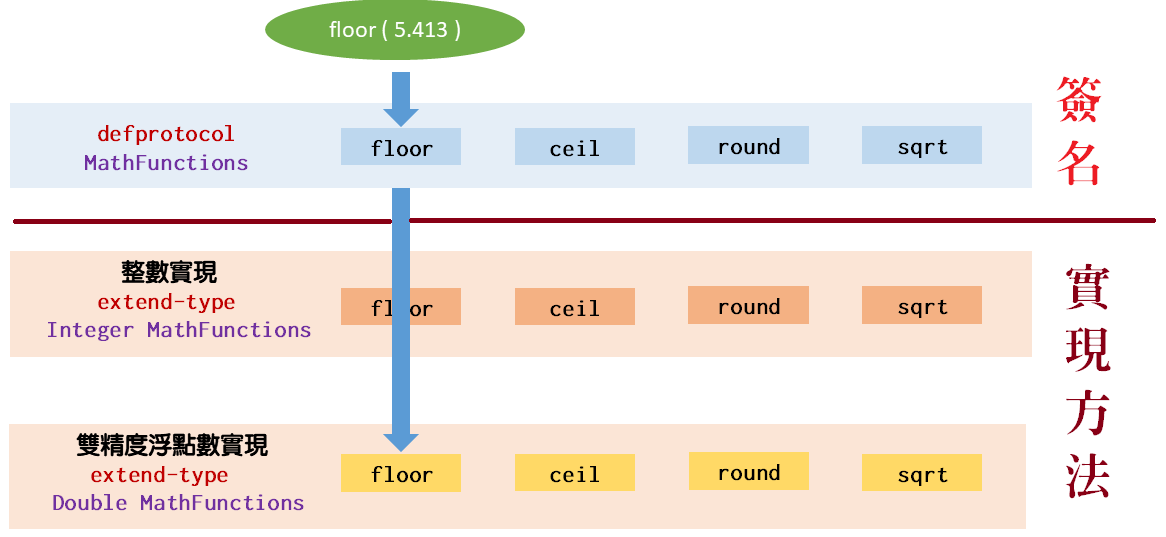 floor ( 5.413 )
defprotocol
MathFunctions
floor
ceil
round
sqrt
簽名
整數實現
extend-type
Integer MathFunctions
floor
ceil
round
sqrt
雙精度浮點數實現
extend-type
Double MathFunctions
floor
ceil
round
sqrt
實現方法